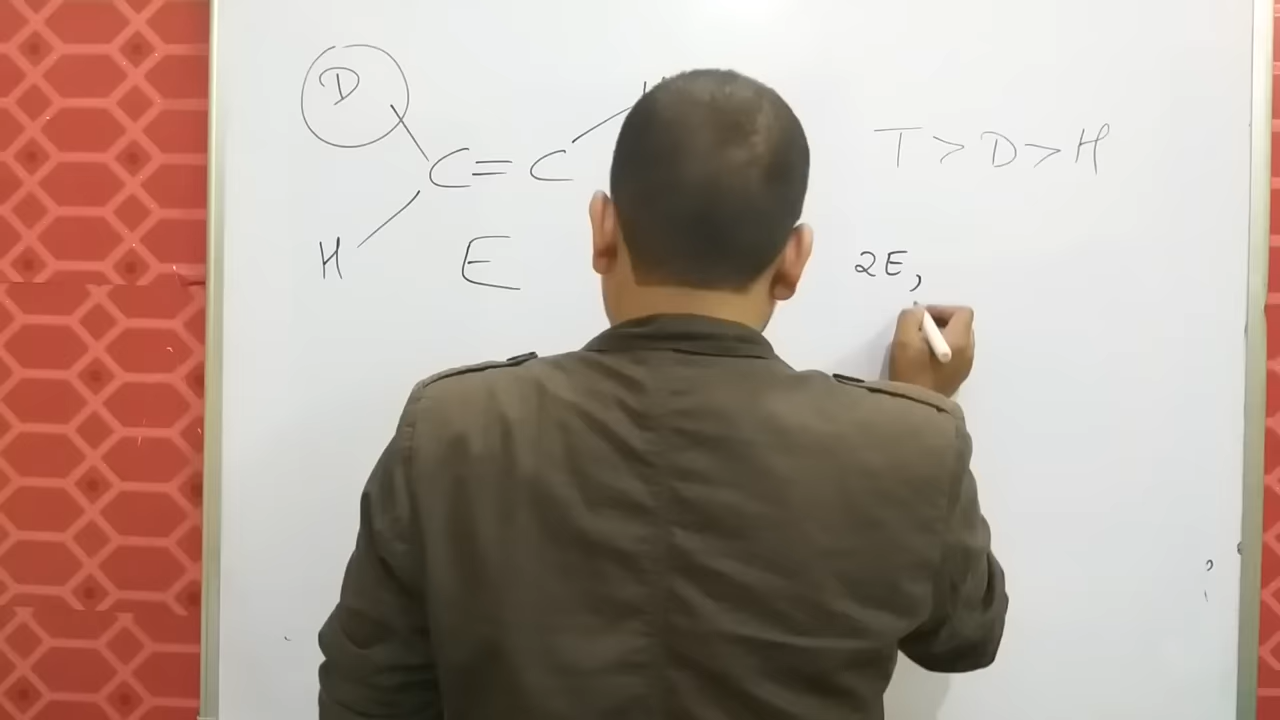 D
T > D > H
C = C
H
E
2E,